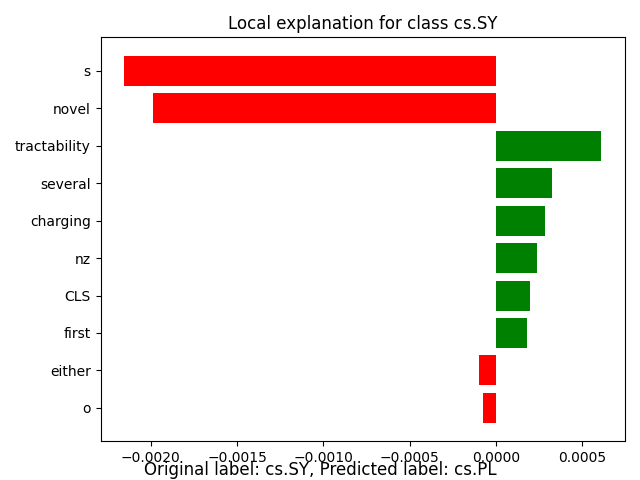 Local explanation for class cs.SY
s
novel
tractability
several
charging
nz
CLS
first
either
o
−0.0020 −0.0015 −0.0010 −0.0005 0.0000 0.0005
Original label: cs.SY, Predicted label: cs.PL